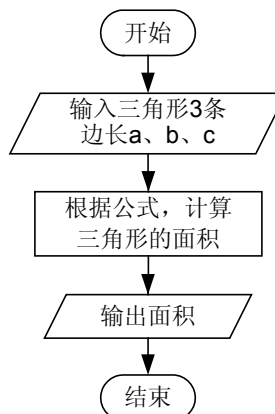 开始
输入三角形3条
边长a、b、c
根据公式，计算
三角形的面积
输出面积
结束